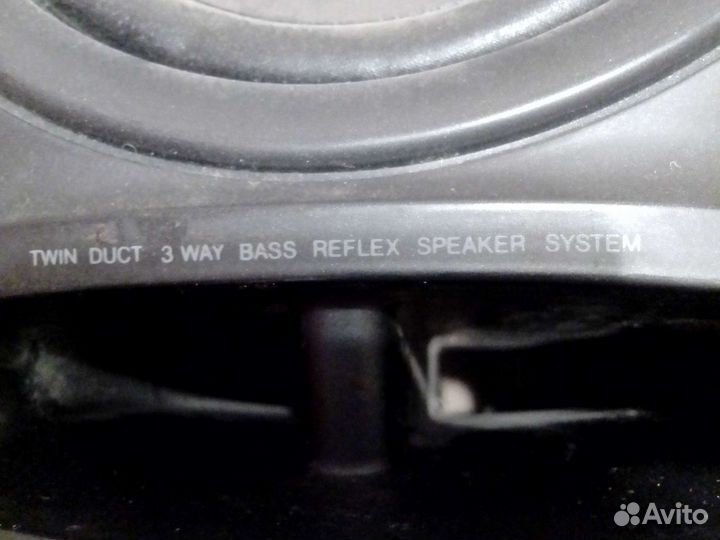 TWIN DUCT 3 WAY BASS REFLEX SPEAKER SYSTEM
Avito